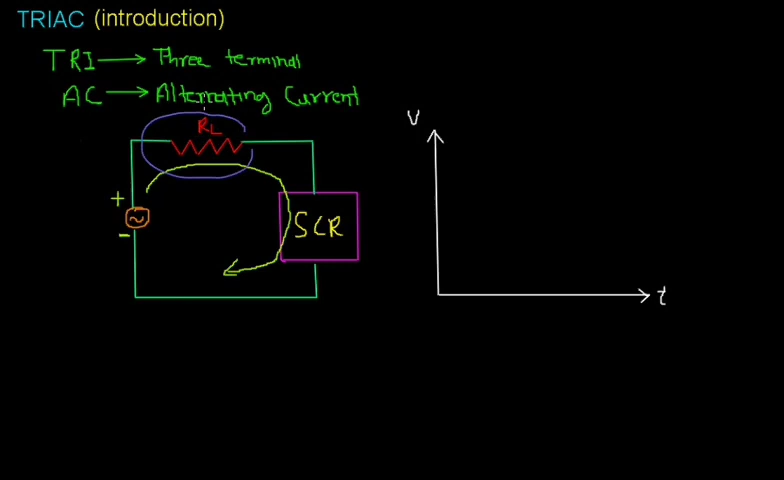 TRIAC (introduction)
TRI → Three terminal
AC → Alternating Current
RL
V
+
~
-
SCR
t